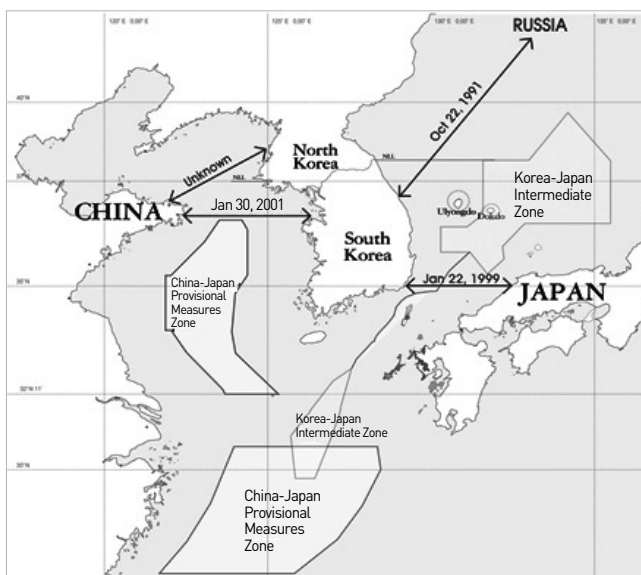 RUSSIA
Oct 22, 1991
North
Korea
NLL
Unknown
NLL
CHINA
Jan 30, 2001
Korea-Japan
Intermediate
Zone
Ulyongdo
Dokdo
South
Korea
China-Japan
Provisional
Measures
Zone
Jan 22, 1999
JAPAN
Korea-Japan
Intermediate Zone
China-Japan
Provisional
Measures
Zone